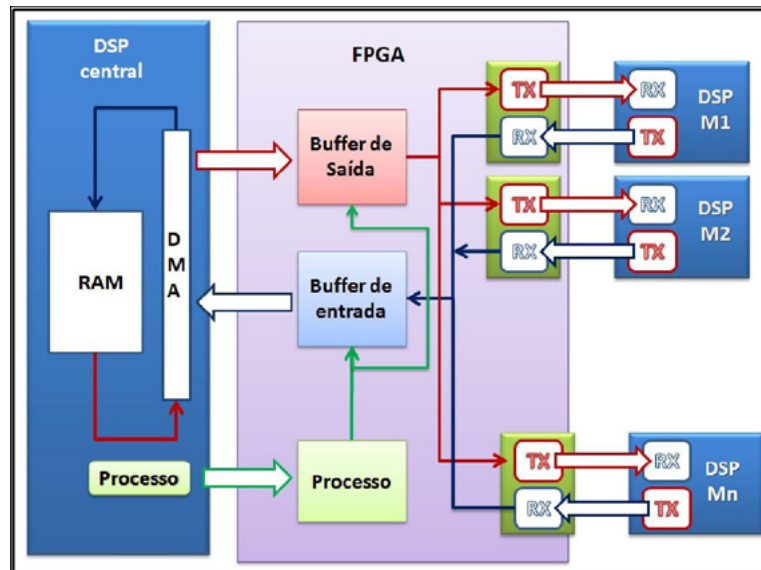 DSP
central
RAM
D
M
A
Processo
FPGA
Buffer de
Saída
Buffer de
entrada
Processo
TX
RX
RX
TX
DSP
M1
TX
RX
RX
TX
DSP
M2
TX
RX
RX
TX
DSP
Mn